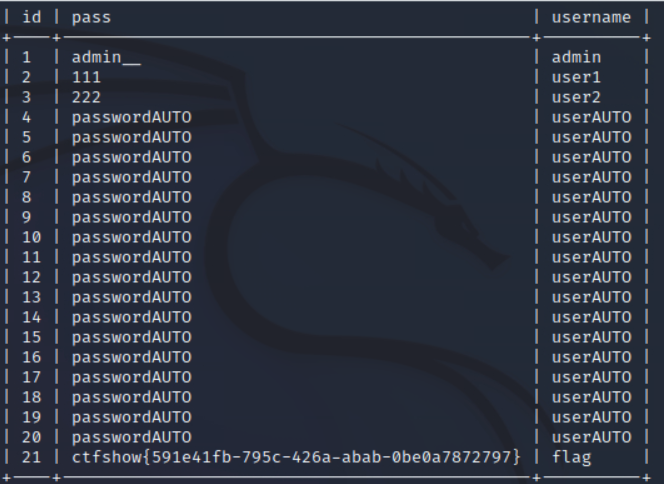 | id | pass | username |
| 1 | admin__ | admin |
| 2 | 111 | user1 |
| 3 | 222 | user2 |
| 4 | passwordAUTO | userAUTO |
| 5 | passwordAUTO | userAUTO |
| 6 | passwordAUTO | userAUTO |
| 7 | passwordAUTO | userAUTO |
| 8 | passwordAUTO | userAUTO |
| 9 | passwordAUTO | userAUTO |
| 10 | passwordAUTO | userAUTO |
| 11 | passwordAUTO | userAUTO |
| 12 | passwordAUTO | userAUTO |
| 13 | passwordAUTO | userAUTO |
| 14 | passwordAUTO | userAUTO |
| 15 | passwordAUTO | userAUTO |
| 16 | passwordAUTO | userAUTO |
| 17 | passwordAUTO | userAUTO |
| 18 | passwordAUTO | userAUTO |
| 19 | passwordAUTO | userAUTO |
| 20 | passwordAUTO | userAUTO |
| 21 | ctfshow{591e41fb-795c-426a-abab-0be0a7872797} | flag |